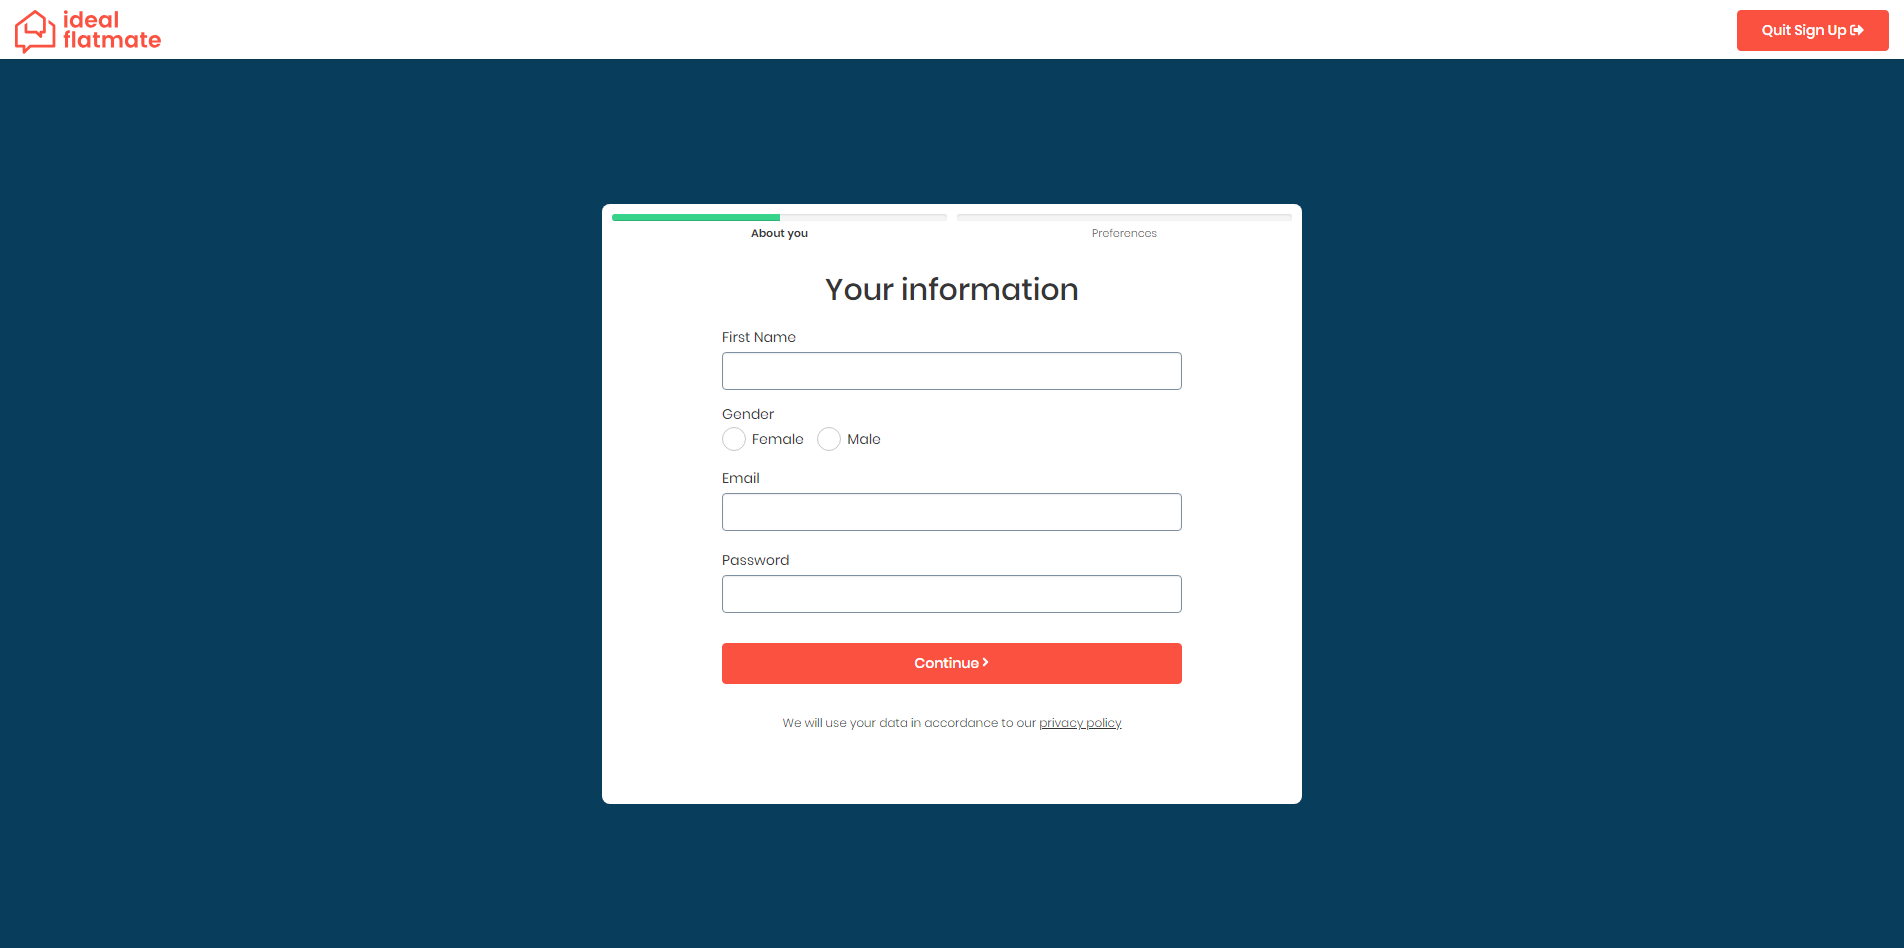 ideal
flatmate
Quit Sign Up
About you
Preferences
Your information
First Name
Gender
Female
Male
Email
Password
Continue
We will use your data in accordance to our privacy policy